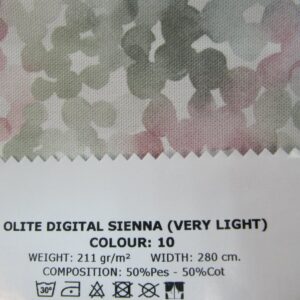 OLITE DIGITAL SIENNA (VERY LIGHT)
COLOUR: 10
WEIGHT: 211 gr/m² WIDTH: 280 cm.
COMPOSITION: 50%Pes - 50%Cot
30°